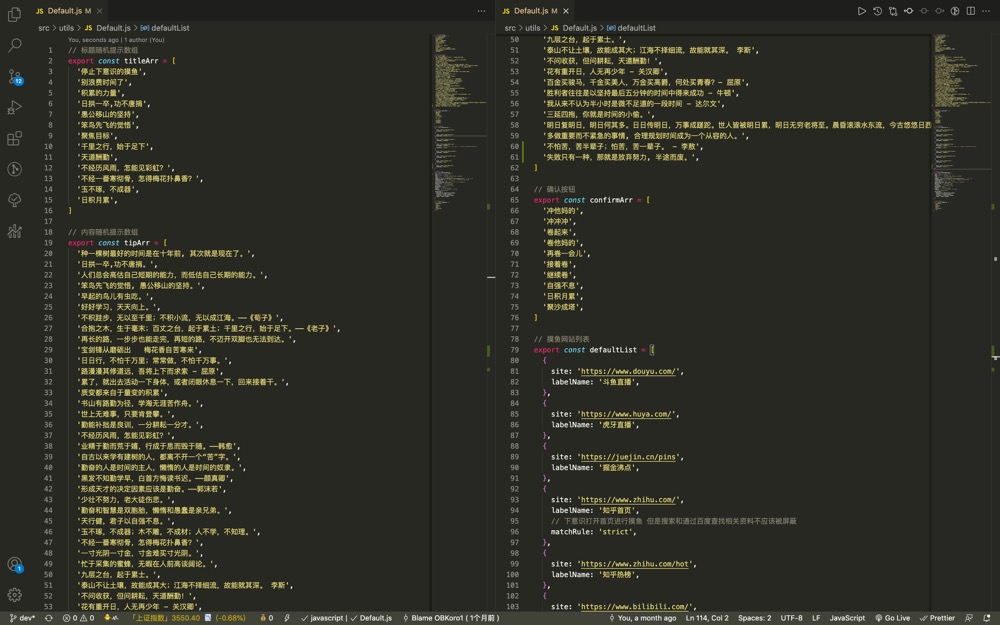 Default.js M
src > utils > Default.js > defaultList
You, seconds ago | 1 author (You)
1 // 标题随机提示数组
2 export const titleArr = [
3 '停止下意识的摸鱼',
4 '别浪费时间了',
5 '积累的力量',
6 '日拱一卒,功不唐捐',
7 '愚公移山的坚持',
8 '笨鸟先飞的觉悟',
9 '聚焦目标',
10 '千里之行，始于足下',
11 '天道酬勤',
12 '不经历风雨，怎能见彩虹？',
13 '不经一番寒彻骨，怎得梅花扑鼻香？',
14 '玉不琢，不成器',
15 '日积月累',
16 ]
17
18 // 内容随机提示数组
19 export const tipArr = [
20 '种一棵树最好的时间是在十年前，其次就是现在了。',
21 '日拱一卒,功不唐捐。',
22 '人们总会高估自己短期的能力，而低估自己长期的能力。',
23 '笨鸟先飞的觉悟，愚公移山的坚持。',
24 '早起的鸟儿有虫吃。',
25 '好好学习，天天向上。',
26 '不积跬步，无以至千里；不积小流，无以成江海。——《荀子》',
27 '合抱之木，生于毫末；百丈之台，起于累土；千里之行，始于足下。——《老子》',
28 '再长的路，一步步也能走完，再短的路，不迈开双脚也无法到达。',
29 '宝剑锋从磨砺出 梅花香自苦寒来',
30 '日日行，不怕千万里；常常做，不怕千万事。',
31 '路漫漫其修道远，吾将上下而求索 - 屈原',
32 '累了，就出去活动一下身体，或者闭眼休息一下，回来接着干。',
33 '质变都来自于量变的积累',
34 '书山有路勤为径，学海无涯苦作舟。',
35 '世上无难事，只要肯登攀。',
36 '勤能补拙是良训，一分耕耘一分才。',
37 '不经历风雨，怎能见彩虹？',
38 '业精于勤而荒于嬉，行成于思而毁于随。——韩愈',
39 '自古以来学有建树的人，都离不开一个“苦”字。',
40 '勤奋的人是时间的主人，懒惰的人是时间的奴隶。',
41 '黑发不知勤学早，白首方悔读书迟。——颜真卿',
42 '形成天才的决定因素应该是勤奋。——郭沫若',
43 '少壮不努力，老大徒伤悲。',
44 '勤奋和智慧是双胞胎，懒惰和愚蠢是亲兄弟。',
45 '天行健，君子以自强不息。',
46 '玉不琢，不成器；木不雕，不成材；人不学，不知理。',
47 '不经一番寒彻骨，怎得梅花扑鼻香？',
48 '一寸光阴一寸金，寸金难买寸光阴。',
49 '忙于采集的蜜蜂，无暇在人前高谈阔论。',
50 '九层之台，起于累土。',
51 '泰山不让土壤，故能成其大；江海不择细流，故能就其深。 李斯',
52 '不问收获，但问耕耘，天道酬勤！',
53 '花有重开日，人无再少年 - 关汉卿',
Default.js M
src > utils > Default.js > defaultList
50 '九层之台，起于累土。',
51 '泰山不让土壤，故能成其大；江海不择细流，故能就其深。 李斯',
52 '不问收获，但问耕耘，天道酬勤！',
53 '花有重开日，人无再少年 - 关汉卿',
54 '百金买骏马，千金买美人，万金买高爵，何处买青春？- 屈原',
55 '胜利者往往是以坚持最后五分钟的时间中得来成功 - 牛顿',
56 '我从来不认为半小时是微不足道的一段时间 - 达尔文',
57 '三延四拖，你就是时间的小偷。',
58 '明日复明日，明日何其多。日日待明日，万事成蹉跎。世人皆被明日累，明日无穷老将至。晨昏滚滚水东流，今古悠悠日西
59 '多做重要而不紧急的事情，合理规划时间成为一个从容的人。',
60 '不怕苦，苦半辈子；怕苦，苦一辈子。 - 李敖',
61 '失败只有一种，那就是放弃努力，半途而废。',
62 ]
63
64 // 确认按钮
65 export const confirmArr = [
66 '冲他妈的',
67 '冲冲冲',
68 '卷起来',
69 '卷他妈的',
70 '再卷一会儿',
71 '接着卷',
72 '继续卷',
73 '自强不息',
74 '日积月累',
75 '聚沙成塔',
76 ]
77
78 // 摸鱼网站列表
79 export const defaultList = [
80 {
81 site: 'https://www.douyu.com/',
82 labelName: '斗鱼直播',
83 },
84 {
85 site: 'https://www.huya.com/',
86 labelName: '虎牙直播',
87 },
88 {
89 site: 'https://juejin.cn/pins',
90 labelName: '掘金沸点',
91 },
92 {
93 site: 'https://www.zhihu.com/',
94 labelName: '知乎首页',
95 // 下意识打开首页进行摸鱼 但是搜索和通过百度查找相关资料不应该被屏蔽
96 matchRule: 'strict',
97 },
98 {
99 site: 'https://www.zhihu.com/hot',
100 labelName: '知乎热榜',
101 },
102 {
103 site: 'https://www.bilibili.com/',
12
1
dev* 0 0 「上证指数」3550.40 (-0.68%) 0 javascript | Default.js Blame OBKoro1 ( 1个月前 ) You, a month ago Ln 114, Col 2 Spaces: 2 UTF-8 LF JavaScript Go Live Prettier